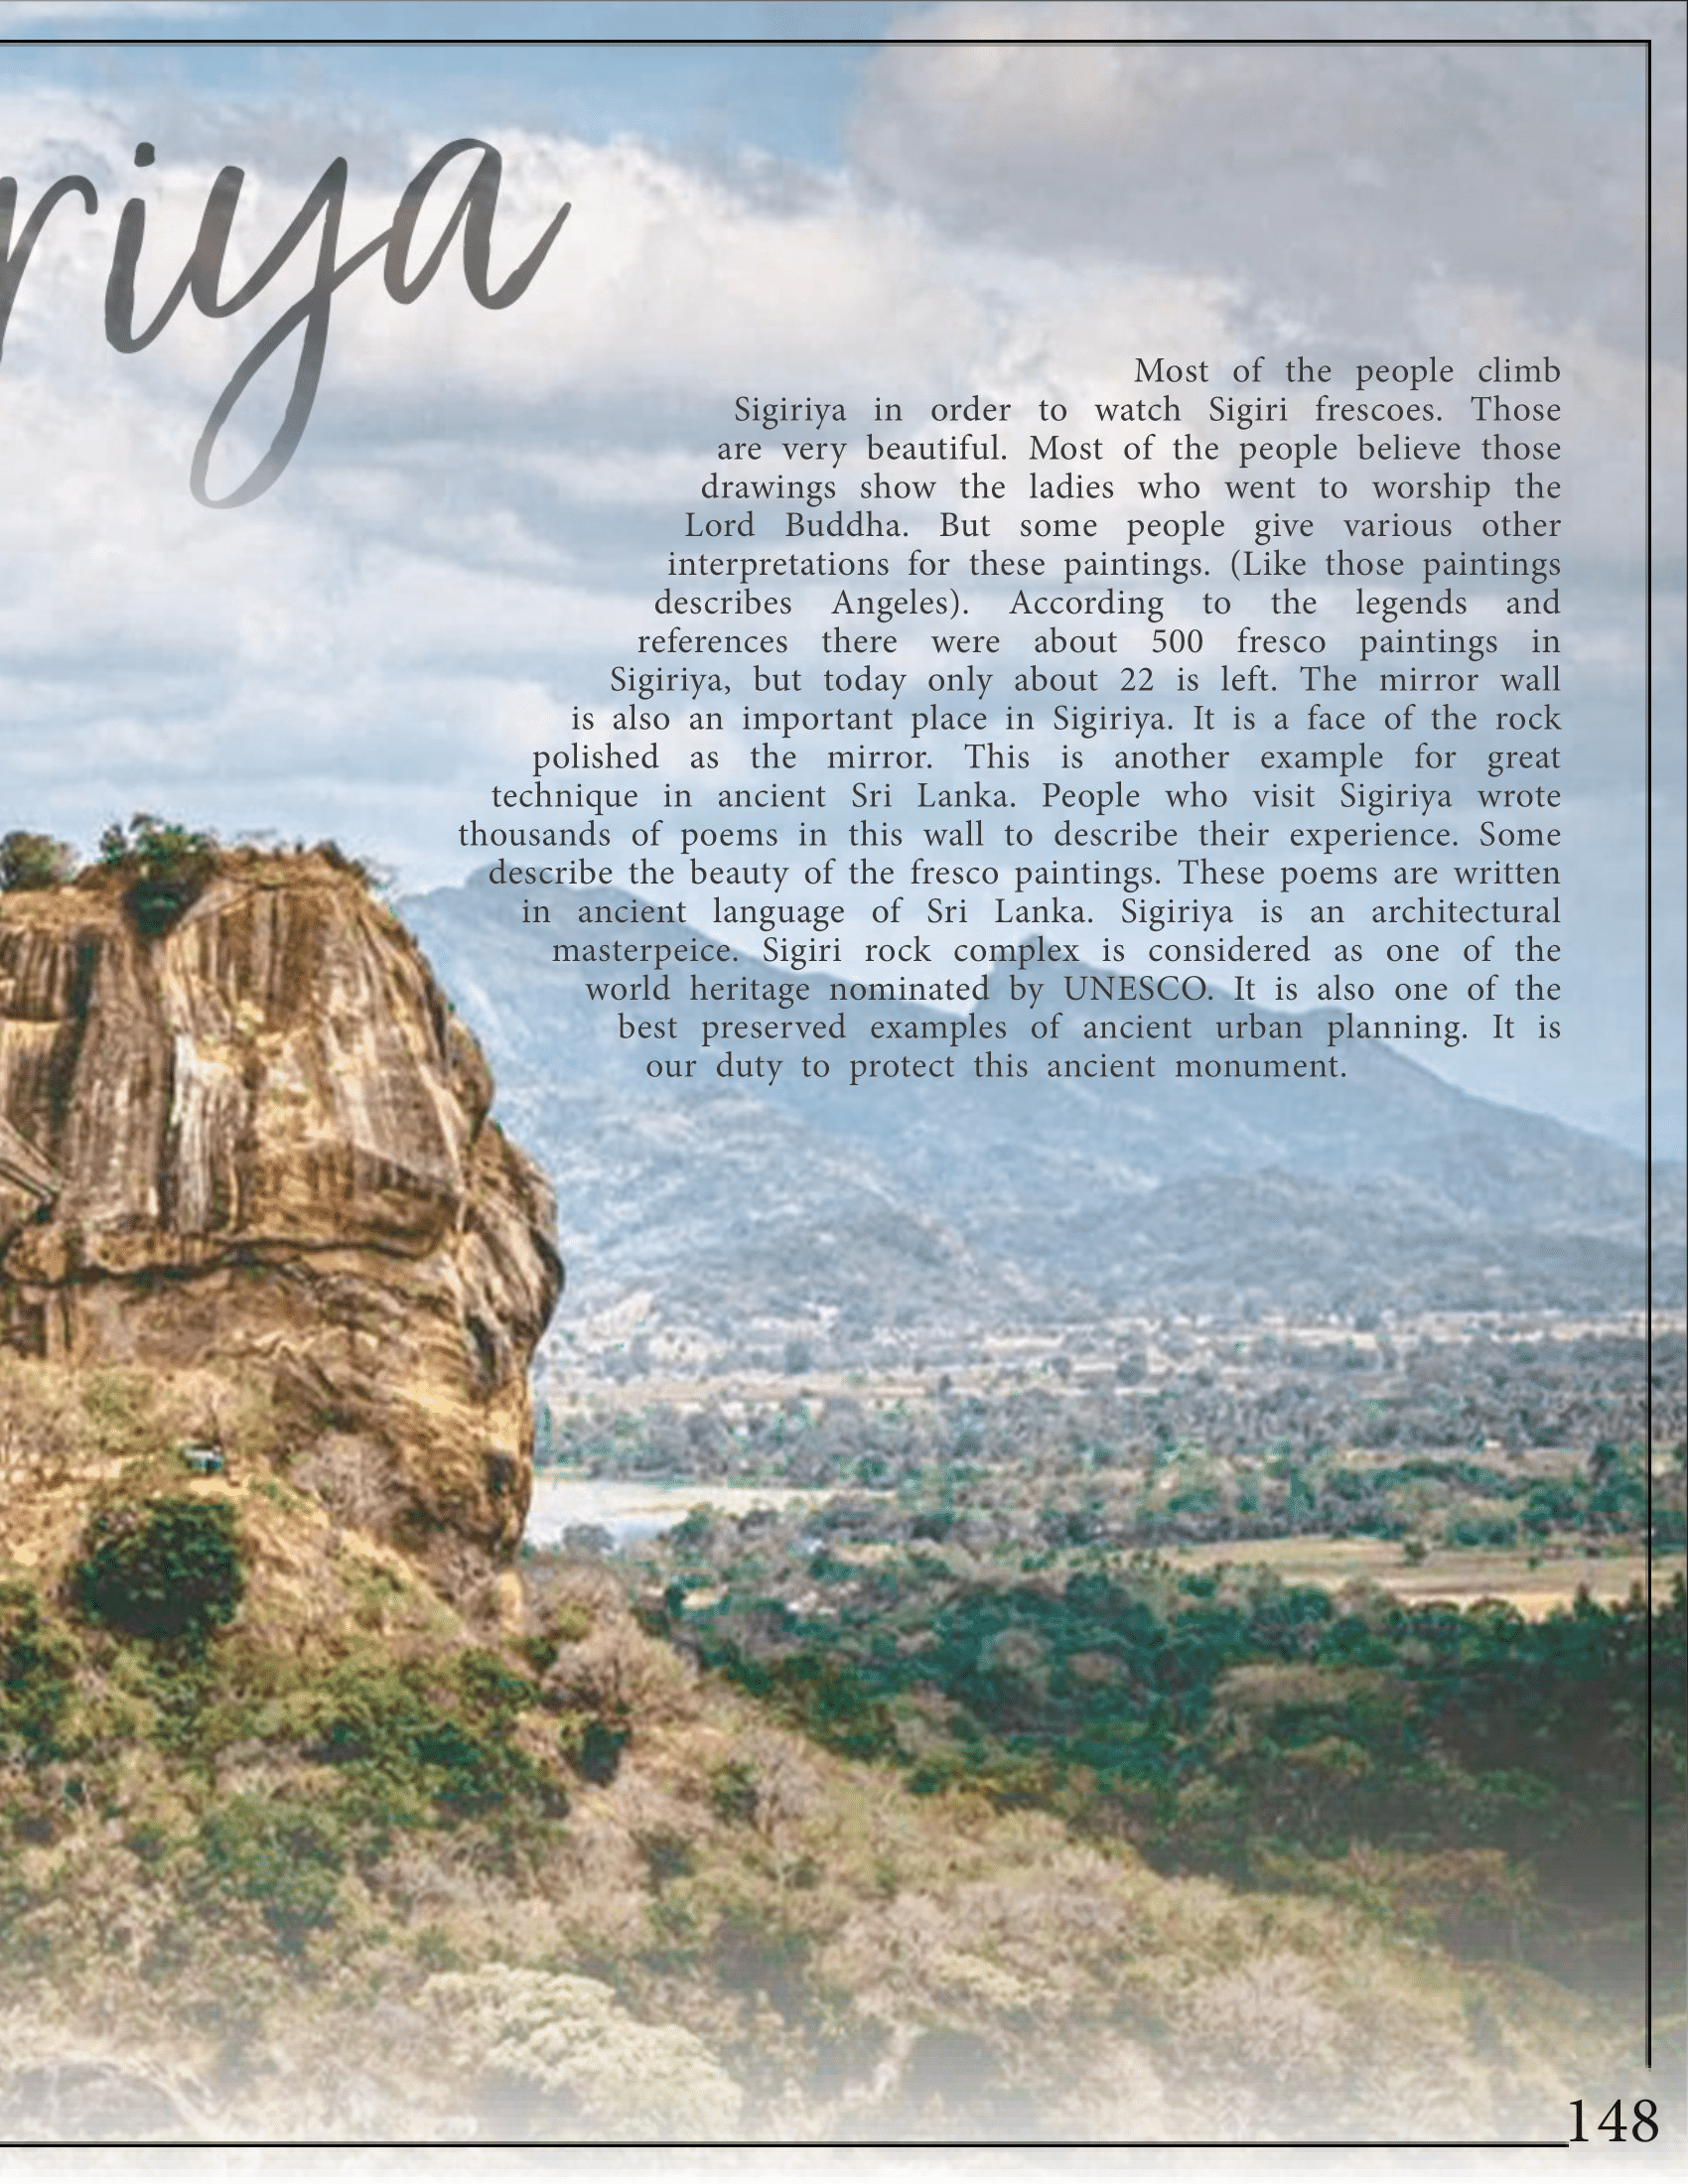 riya
Most of the people climb
Sigiriya in order to watch Sigiri frescoes. Those
are very beautiful. Most of the people believe those
drawings show the ladies who went to worship the
Lord Buddha. But some people give various other
interpretations for these paintings. (Like those paintings
describes Angeles). According to the legends and
references there were about 500 fresco paintings in
Sigiriya, but today only about 22 is left. The mirror wall
is also an important place in Sigiriya. It is a face of the rock
polished as the mirror. This is another example for great
technique in ancient Sri Lanka. People who visit Sigiriya wrote
thousands of poems in this wall to describe their experience. Some
describe the beauty of the fresco paintings. These poems are written
in ancient language of Sri Lanka. Sigiriya is an architectural
masterpeice. Sigiri rock complex is considered as one of the
world heritage nominated by UNESCO. It is also one of the
best preserved examples of ancient urban planning. It is
our duty to protect this ancient monument.
148